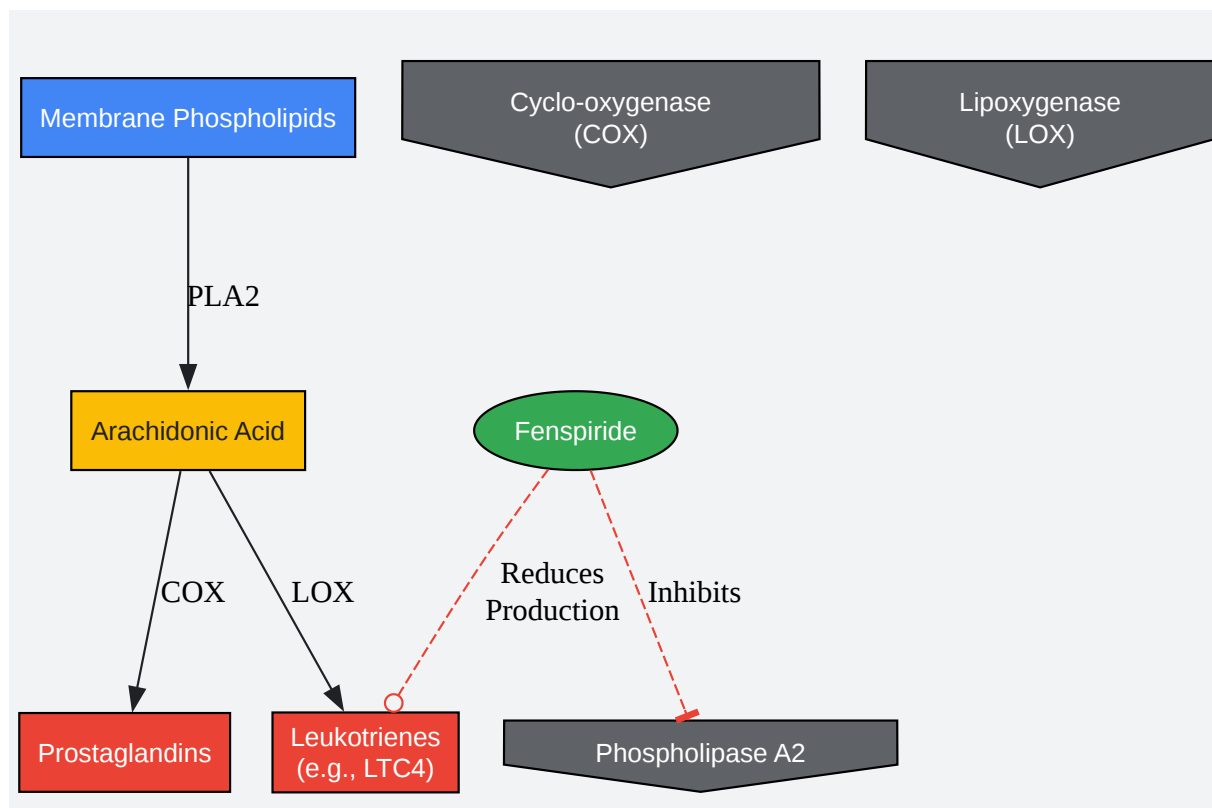 Membrane Phospholipids
Cyclo-oxygenase
(COX)
Lipoxygenase
(LOX)
PLA2
Arachidonic Acid
Fenspiride
COX
LOX
Reduces
Production
Inhibits
Prostaglandins
Leukotrienes
(e.g., LTC4)
Phospholipase A2